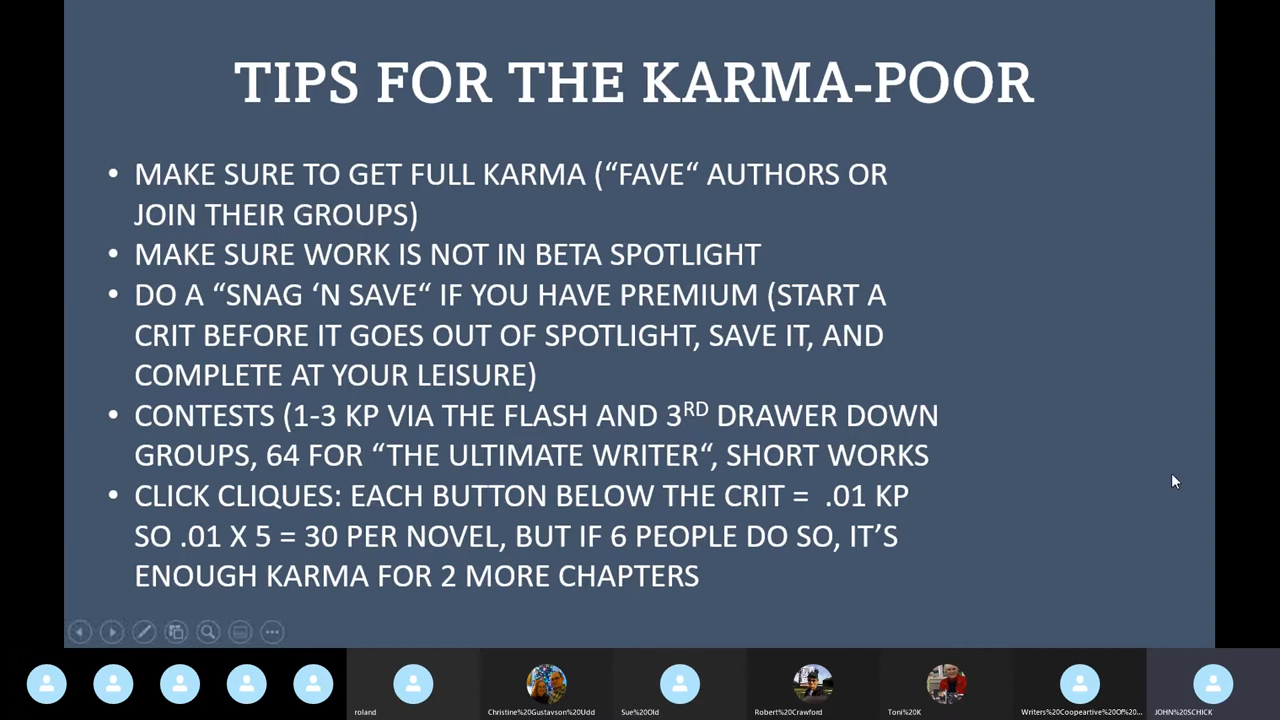 TIPS FOR THE KARMA-POOR
• MAKE SURE TO GET FULL KARMA (“FAVE“ AUTHORS OR
JOIN THEIR GROUPS)
• MAKE SURE WORK IS NOT IN BETA SPOTLIGHT
• DO A “SNAG ‘N SAVE“ IF YOU HAVE PREMIUM (START A
CRIT BEFORE IT GOES OUT OF SPOTLIGHT, SAVE IT, AND
COMPLETE AT YOUR LEISURE)
• CONTESTS (1-3 KP VIA THE FLASH AND 3RD DRAWER DOWN
GROUPS, 64 FOR “THE ULTIMATE WRITER“, SHORT WORKS
• CLICK CLIQUES: EACH BUTTON BELOW THE CRIT = .01 KP
SO .01 X 5 = 30 PER NOVEL, BUT IF 6 PEOPLE DO SO, IT’S
ENOUGH KARMA FOR 2 MORE CHAPTERS
roland
Christine%20Gustavson%20Udd
Sue%20Old
Robert%20Crawford
Toni%20K
Writers%20Coopeartive%20Of%20...
JOHN%20SCHICK